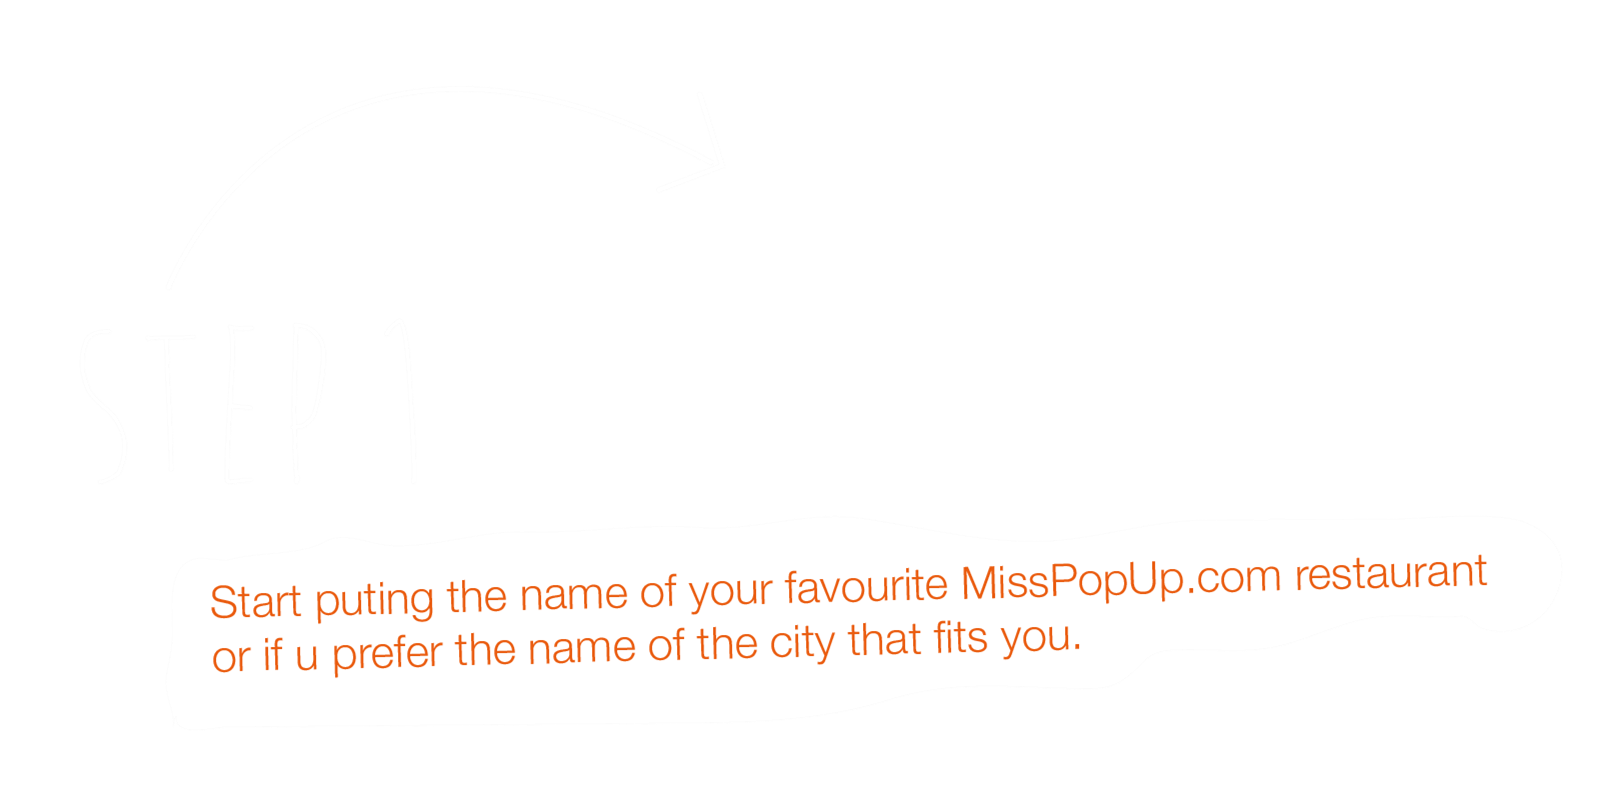 STEP 1
Start puting the name of your favourite MissPopUp.com restaurant
or if u prefer the name of the city that fits you.